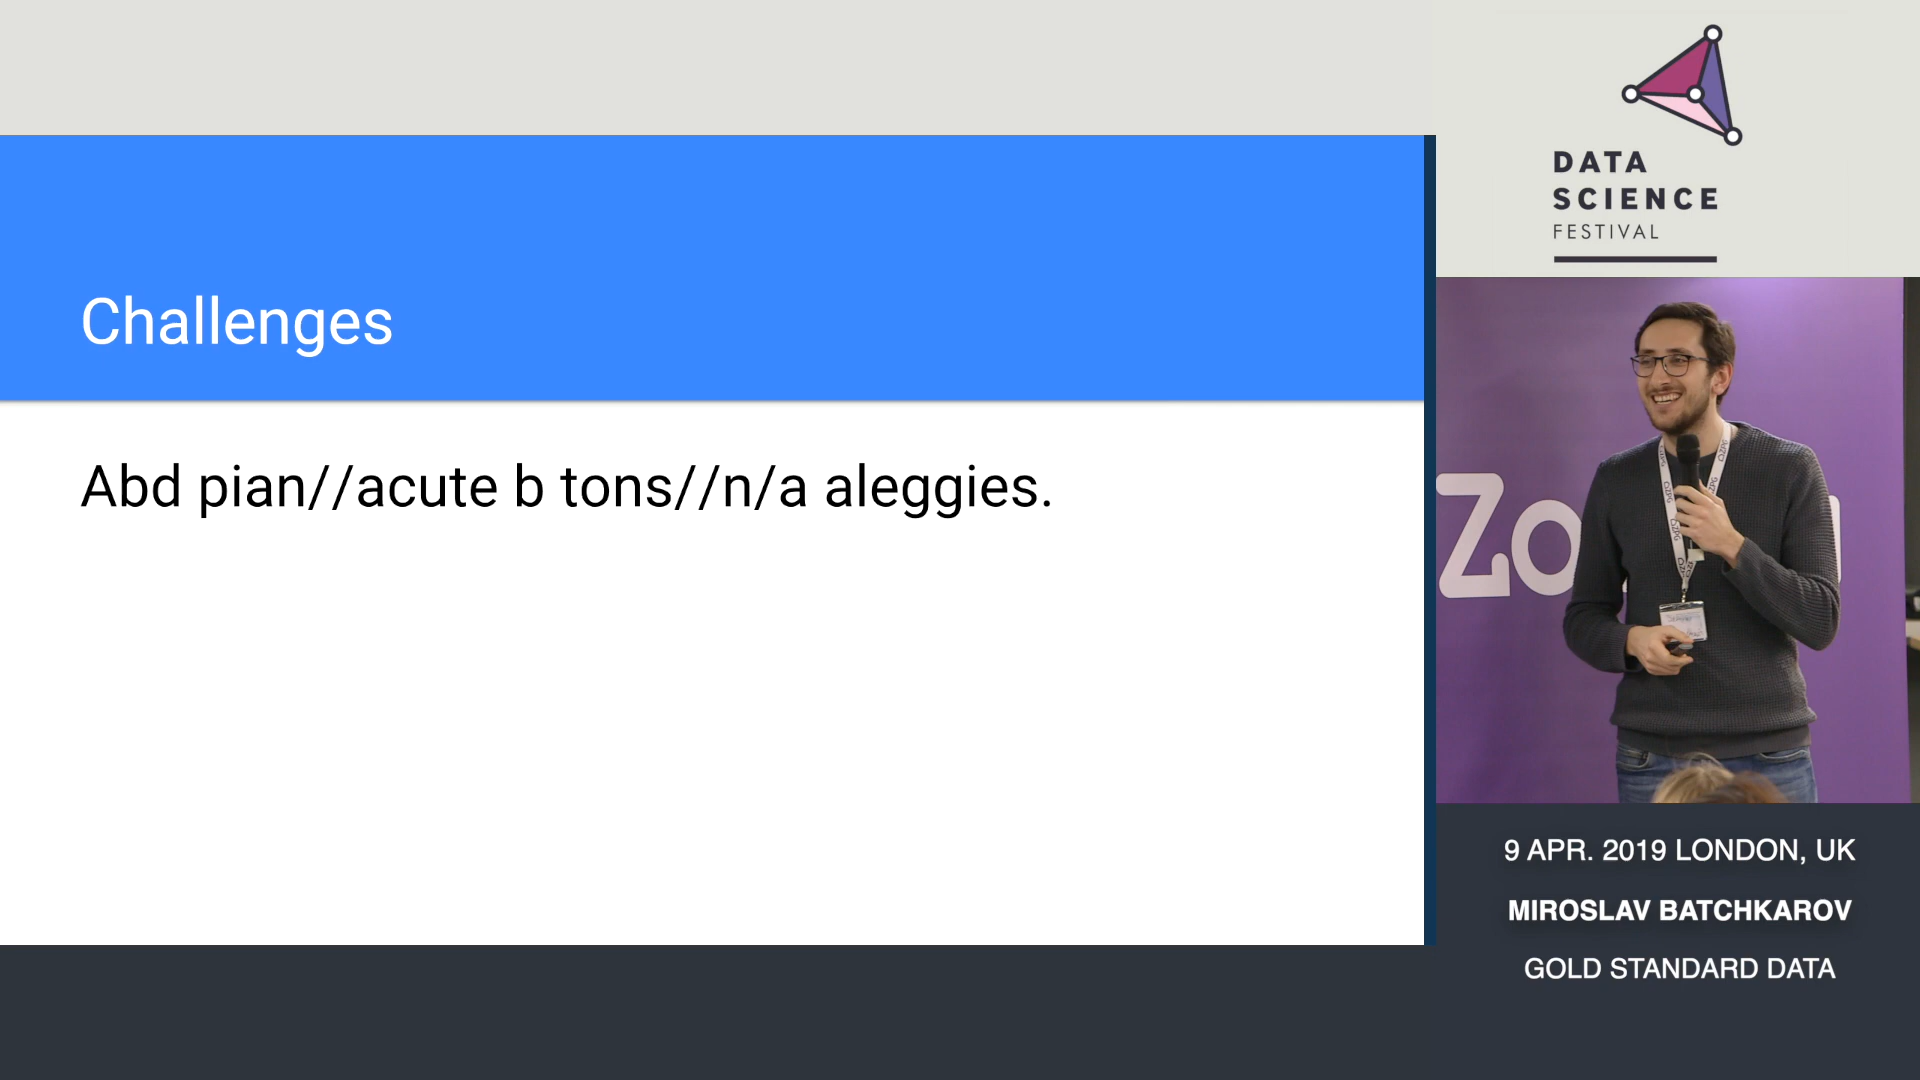 Challenges
Abd pian//acute b tons//n/a aleggies.
DATA
SCIENCE
FESTIVAL
Zo
9 APR. 2019 LONDON, UK
MIROSLAV BATCHKAROV
GOLD STANDARD DATA